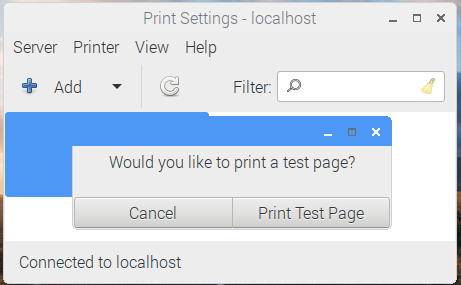 Print Settings - localhost
Server Printer View Help
Add Filter:
Would you like to print a test page?
Cancel Print Test Page
Connected to localhost